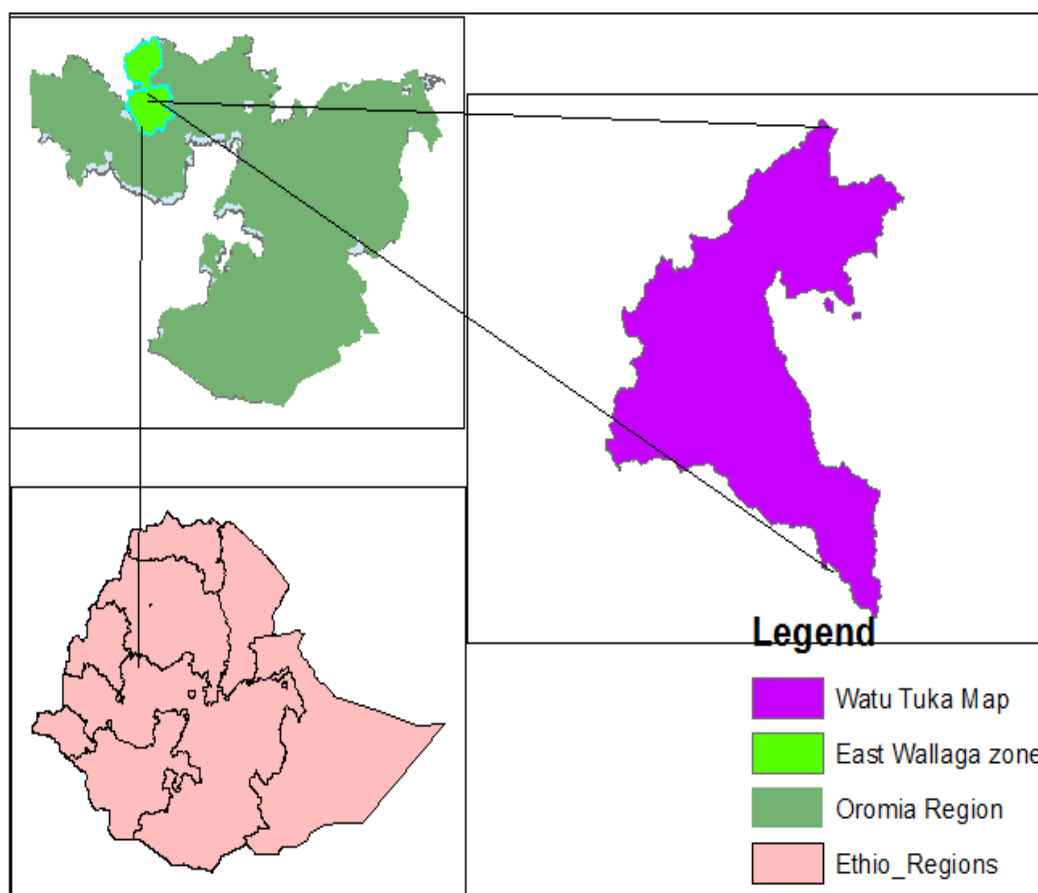 Legend
Watu Tuka Map
East Wallaga zone
Oromia Region
Ethio_Regions